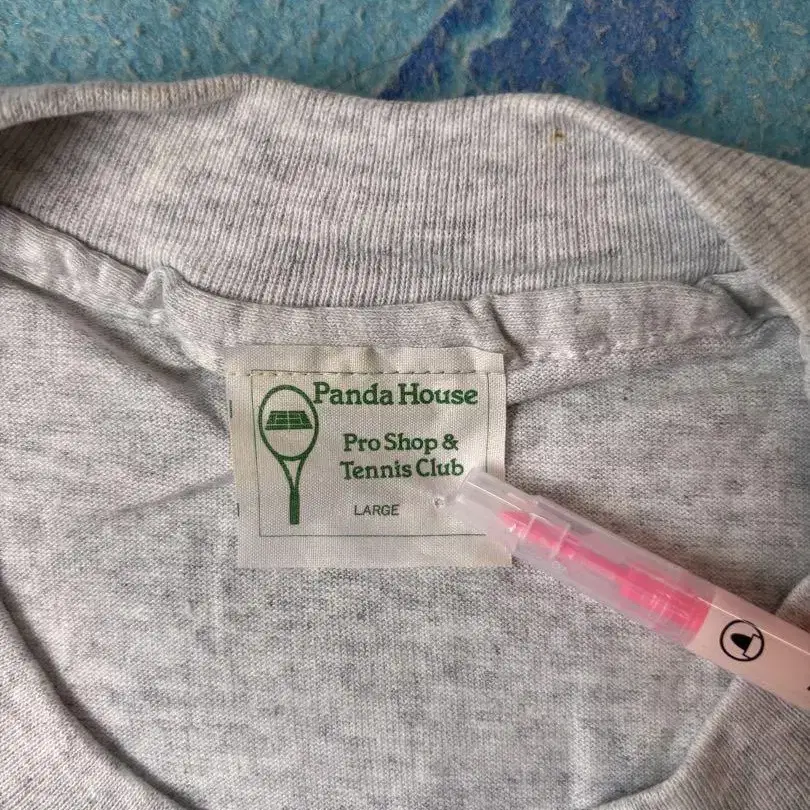 Panda House
Pro Shop &
Tennis Club
LARGE